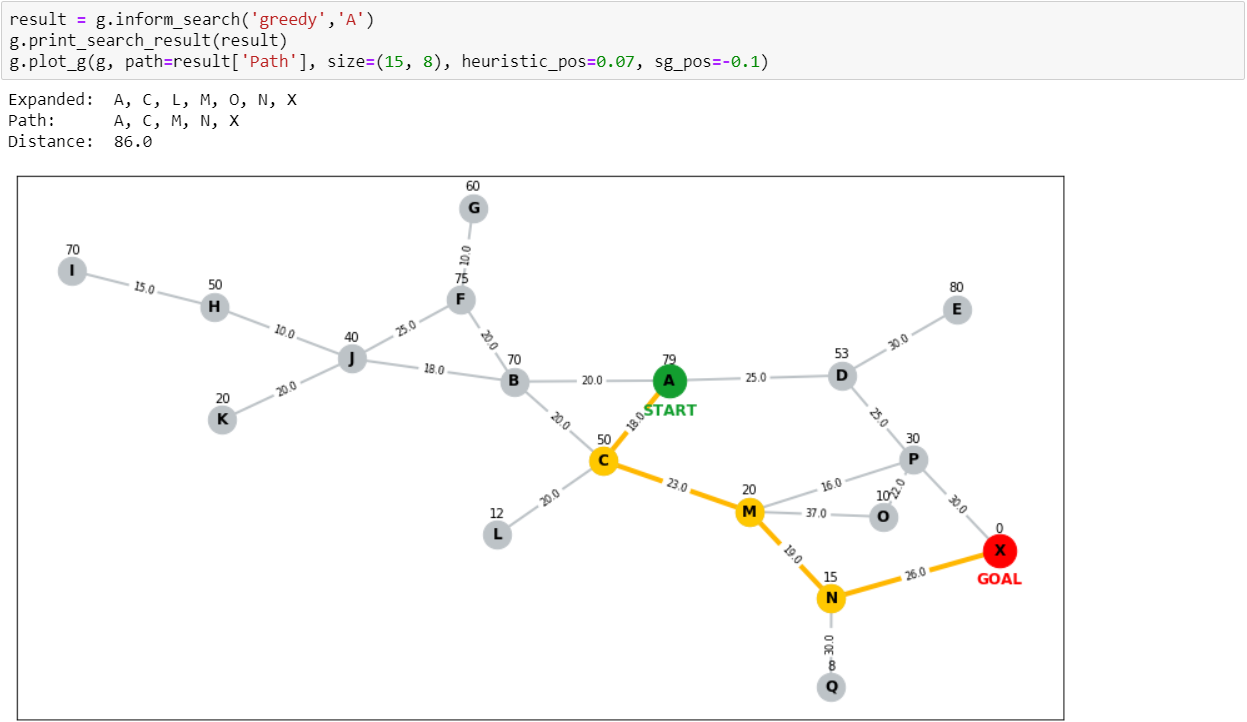 result = g.inform_search('greedy','A')
g.print_search_result(result)
g.plot_g(g, path=result['Path'], size=(15, 8), heuristic_pos=0.07, sg_pos=-0.1)
Expanded:  A, C, L, M, O, N, X
Path:      A, C, M, N, X
Distance:  86.0
60
G
10.0
70
I
15.0
50
H
10.0
75
F
25.0
20.0
80
E
30.0
40
J
18.0
20.0
20
K
70
B
20.0
20.0
79
A
START
18.0
25.0
53
D
25.0
50
C
23.0
20.0
12
L
30
P
16.0
22.0
30.0
20
M
37.0
10
O
19.0
0
X
GOAL
26.0
15
N
30.0
8
Q